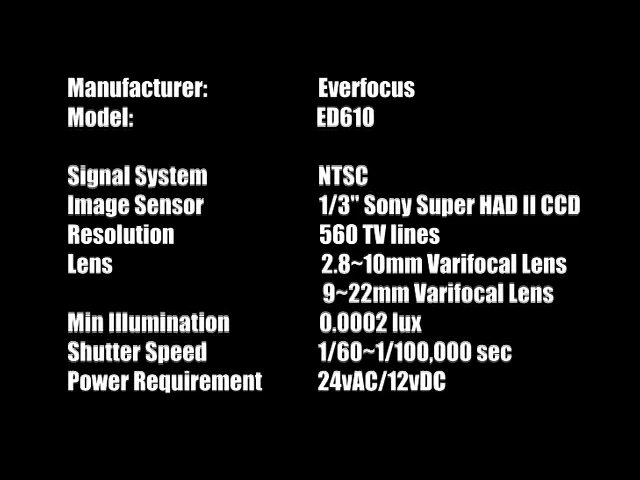 Manufacturer: Everfocus
Model: ED610
Signal System NTSC
Image Sensor 1/3" Sony Super HAD II CCD
Resolution 560 TV lines
Lens 2.8~10mm Varifocal Lens
9~22mm Varifocal Lens
Min Illumination 0.0002 lux
Shutter Speed 1/60~1/100,000 sec
Power Requirement 24vAC/12vDC